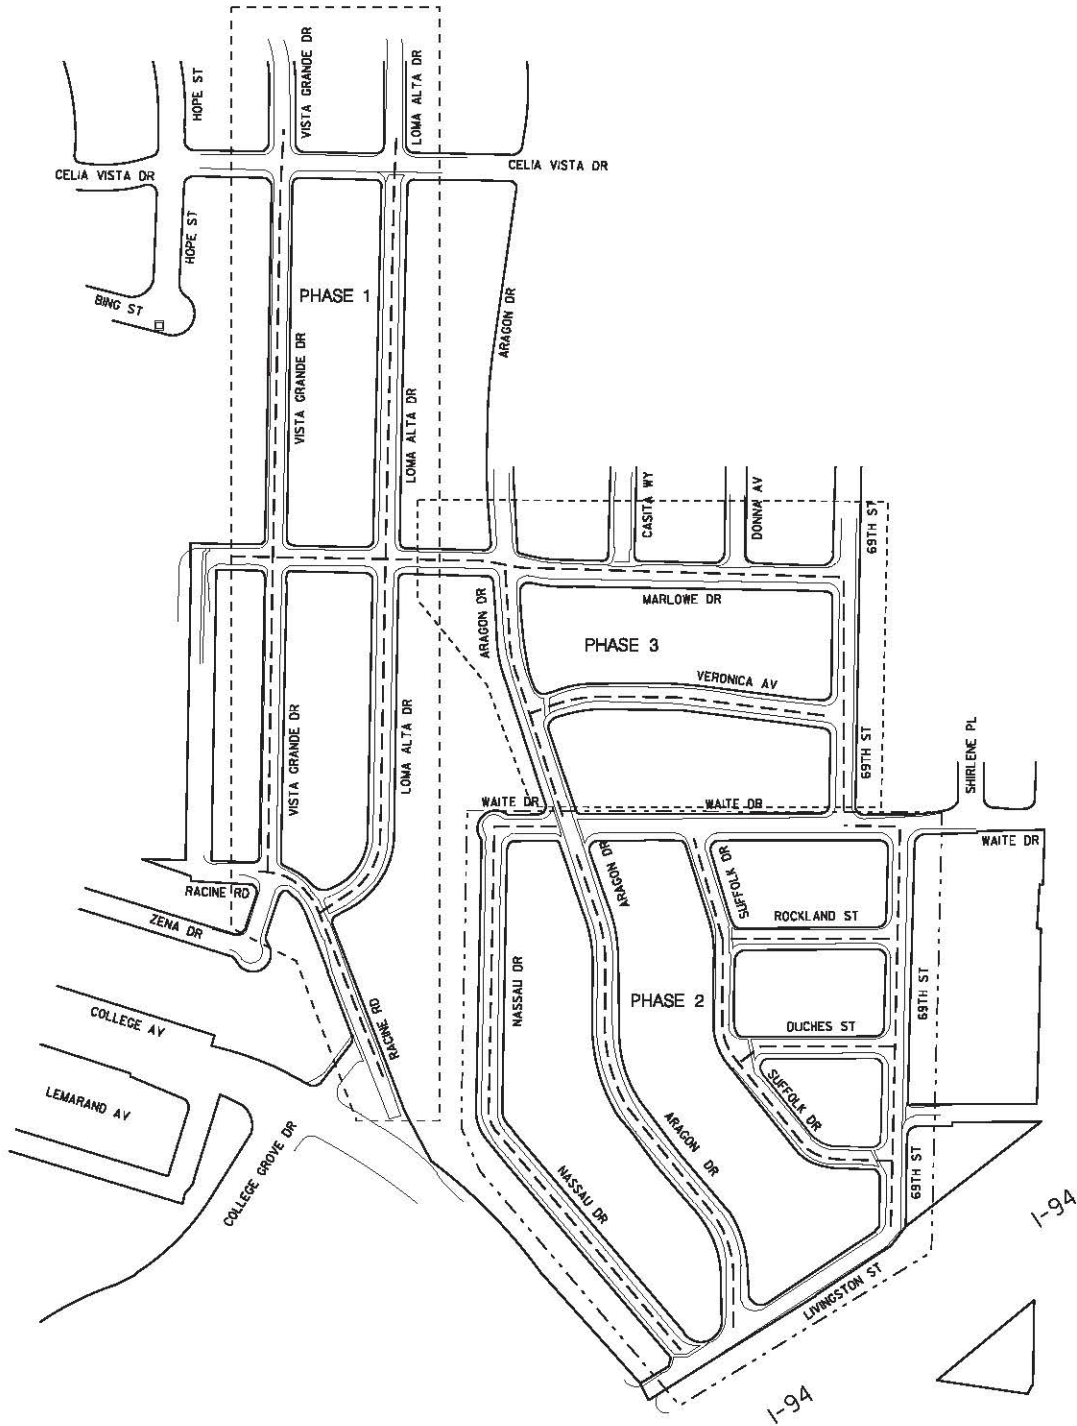 VISTA GRANDE DR
LOMA ALTA DR
HOPE ST
CELIA VISTA DR
CELIA VISTA DR
HOPE ST
BING ST
PHASE 1
ARAGON DR
VISTA GRANDE DR
LOMA ALTA DR
CASITA WY
DONNA AV
69TH ST
MARLOWE DR
ARAGON DR
PHASE 3
VERONICA AV
VISTA GRANDE DR
LOMA ALTA DR
69TH ST
SHIRLENE PL
WAITE DR
WAITE DR
WAITE DR
RACINE RD
ZENA DR
ARAGON DR
SUFFOLK DR
ROCKLAND ST
NASSAU DR
PHASE 2
69TH ST
COLLEGE AV
RACINE RD
DUCHES ST
LEMARAND AV
SUFFOLK DR
ARAGON DR
COLLEGE GROVE DR
NASSAU DR
69TH ST
I-94
LIVINGSTON ST
I-94